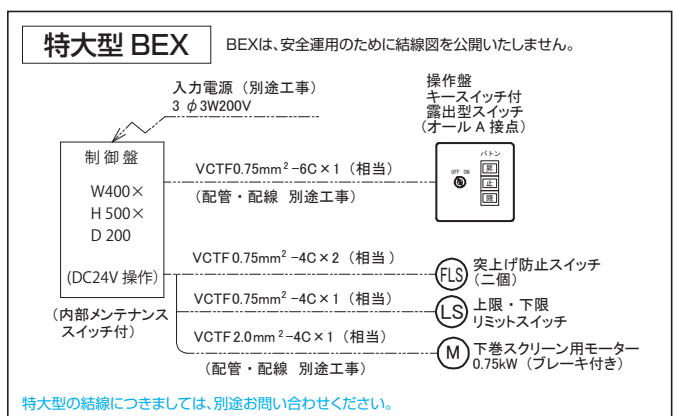 特大型 BEX
BEXは、安全運用のために結線図を公開いたしません。
入力電源（別途工事）
3 φ3W200V
操作盤
キースイッチ付
露出型スイッチ
（オール A 接点）
制 御 盤
W400×
H 500×
D 200
(DC24V 操作)
（内部メンテナンス
スイッチ付）
VCTF0.75mm²-6C×1（相当）
（配管・配線 別途工事）
バトン
OFF ON
昇
止
降
VCTF0.75mm²-4C×2（相当）
FLS
突上げ防止スイッチ
（二個）
VCTF0.75mm²-4C×1（相当）
LS
上限・下限
リミットスイッチ
VCTF2.0mm²-4C×1（相当）
（配管・配線 別途工事）
M
下巻スクリーン用モーター
0.75kW（ブレーキ付き）
特大型の結線につきましては、別途お問い合わせください。